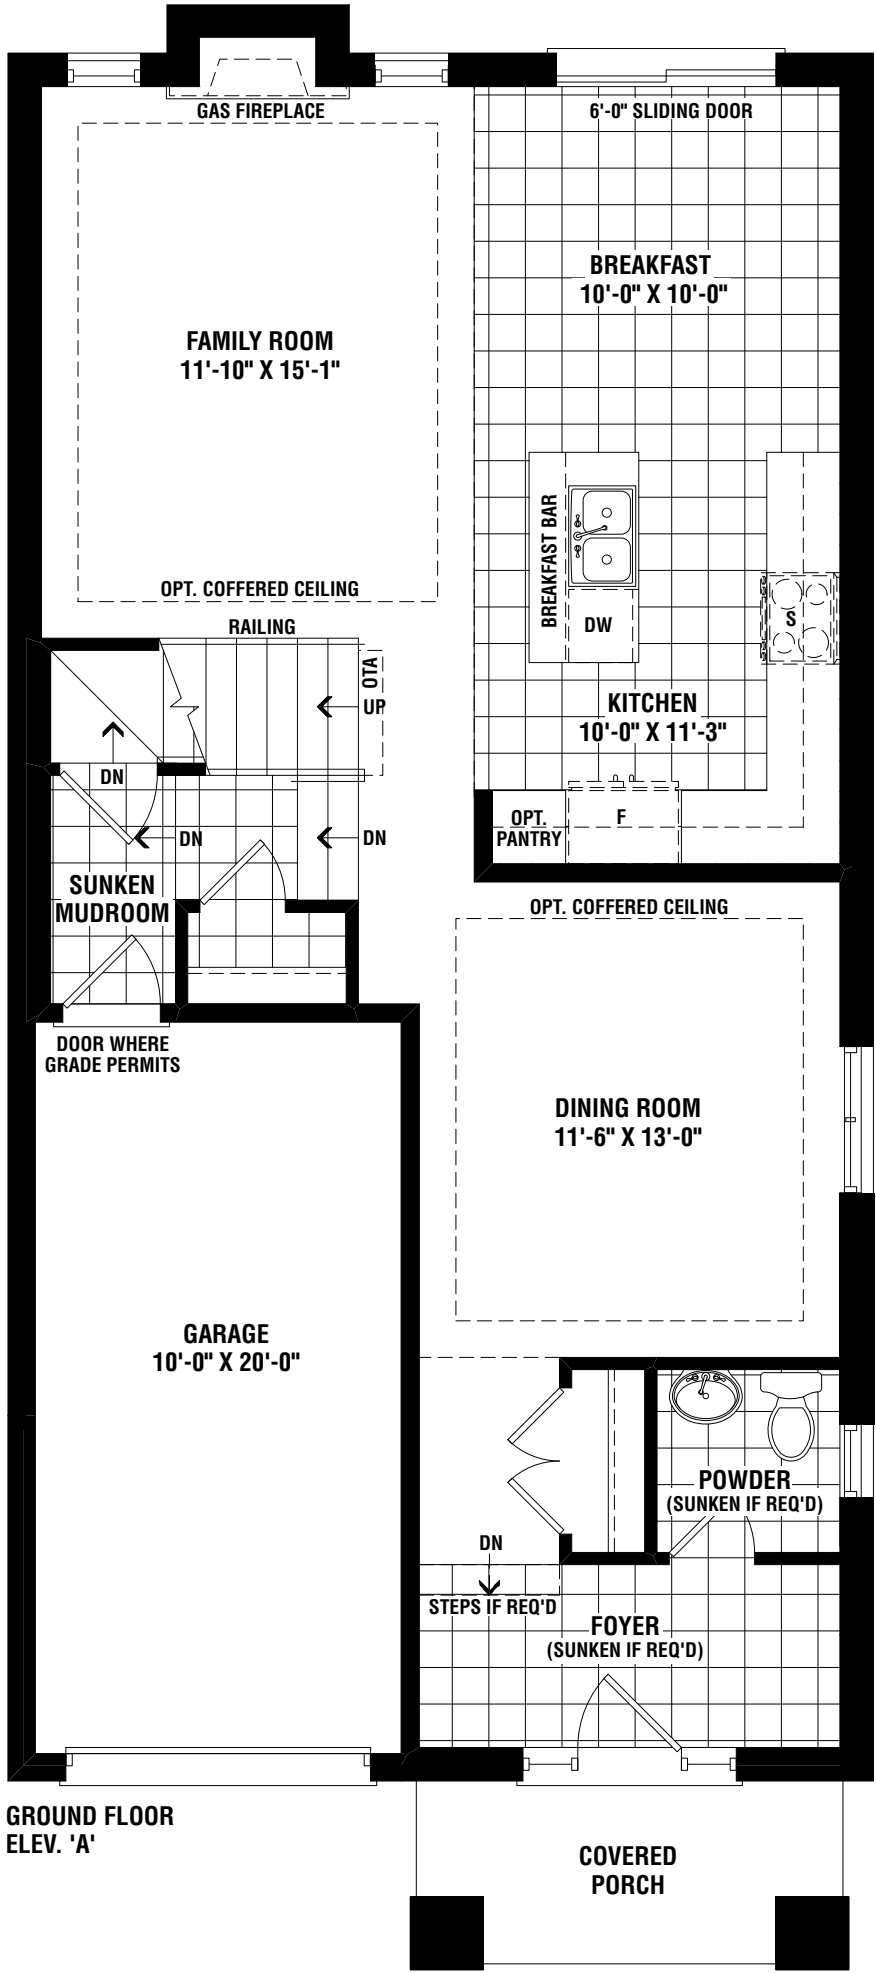 GAS FIREPLACE
6'-0" SLIDING DOOR
BREAKFAST
10'-0" X 10'-0"
FAMILY ROOM
11'-10" X 15'-1"
BREAKFAST BAR
OPT. COFFERED CEILING
DW
S
RAILING
OTA
UP
KITCHEN
10'-0" X 11'-3"
DN
OPT.
PANTRY
F
DN
DN
SUNKEN
MUDROOM
OPT. COFFERED CEILING
DOOR WHERE
GRADE PERMITS
DINING ROOM
11'-6" X 13'-0"
GARAGE
10'-0" X 20'-0"
POWDER
(SUNKEN IF REQ'D)
DN
STEPS IF REQ'D
FOYER
(SUNKEN IF REQ'D)
GROUND FLOOR
ELEV. 'A'
COVERED
PORCH